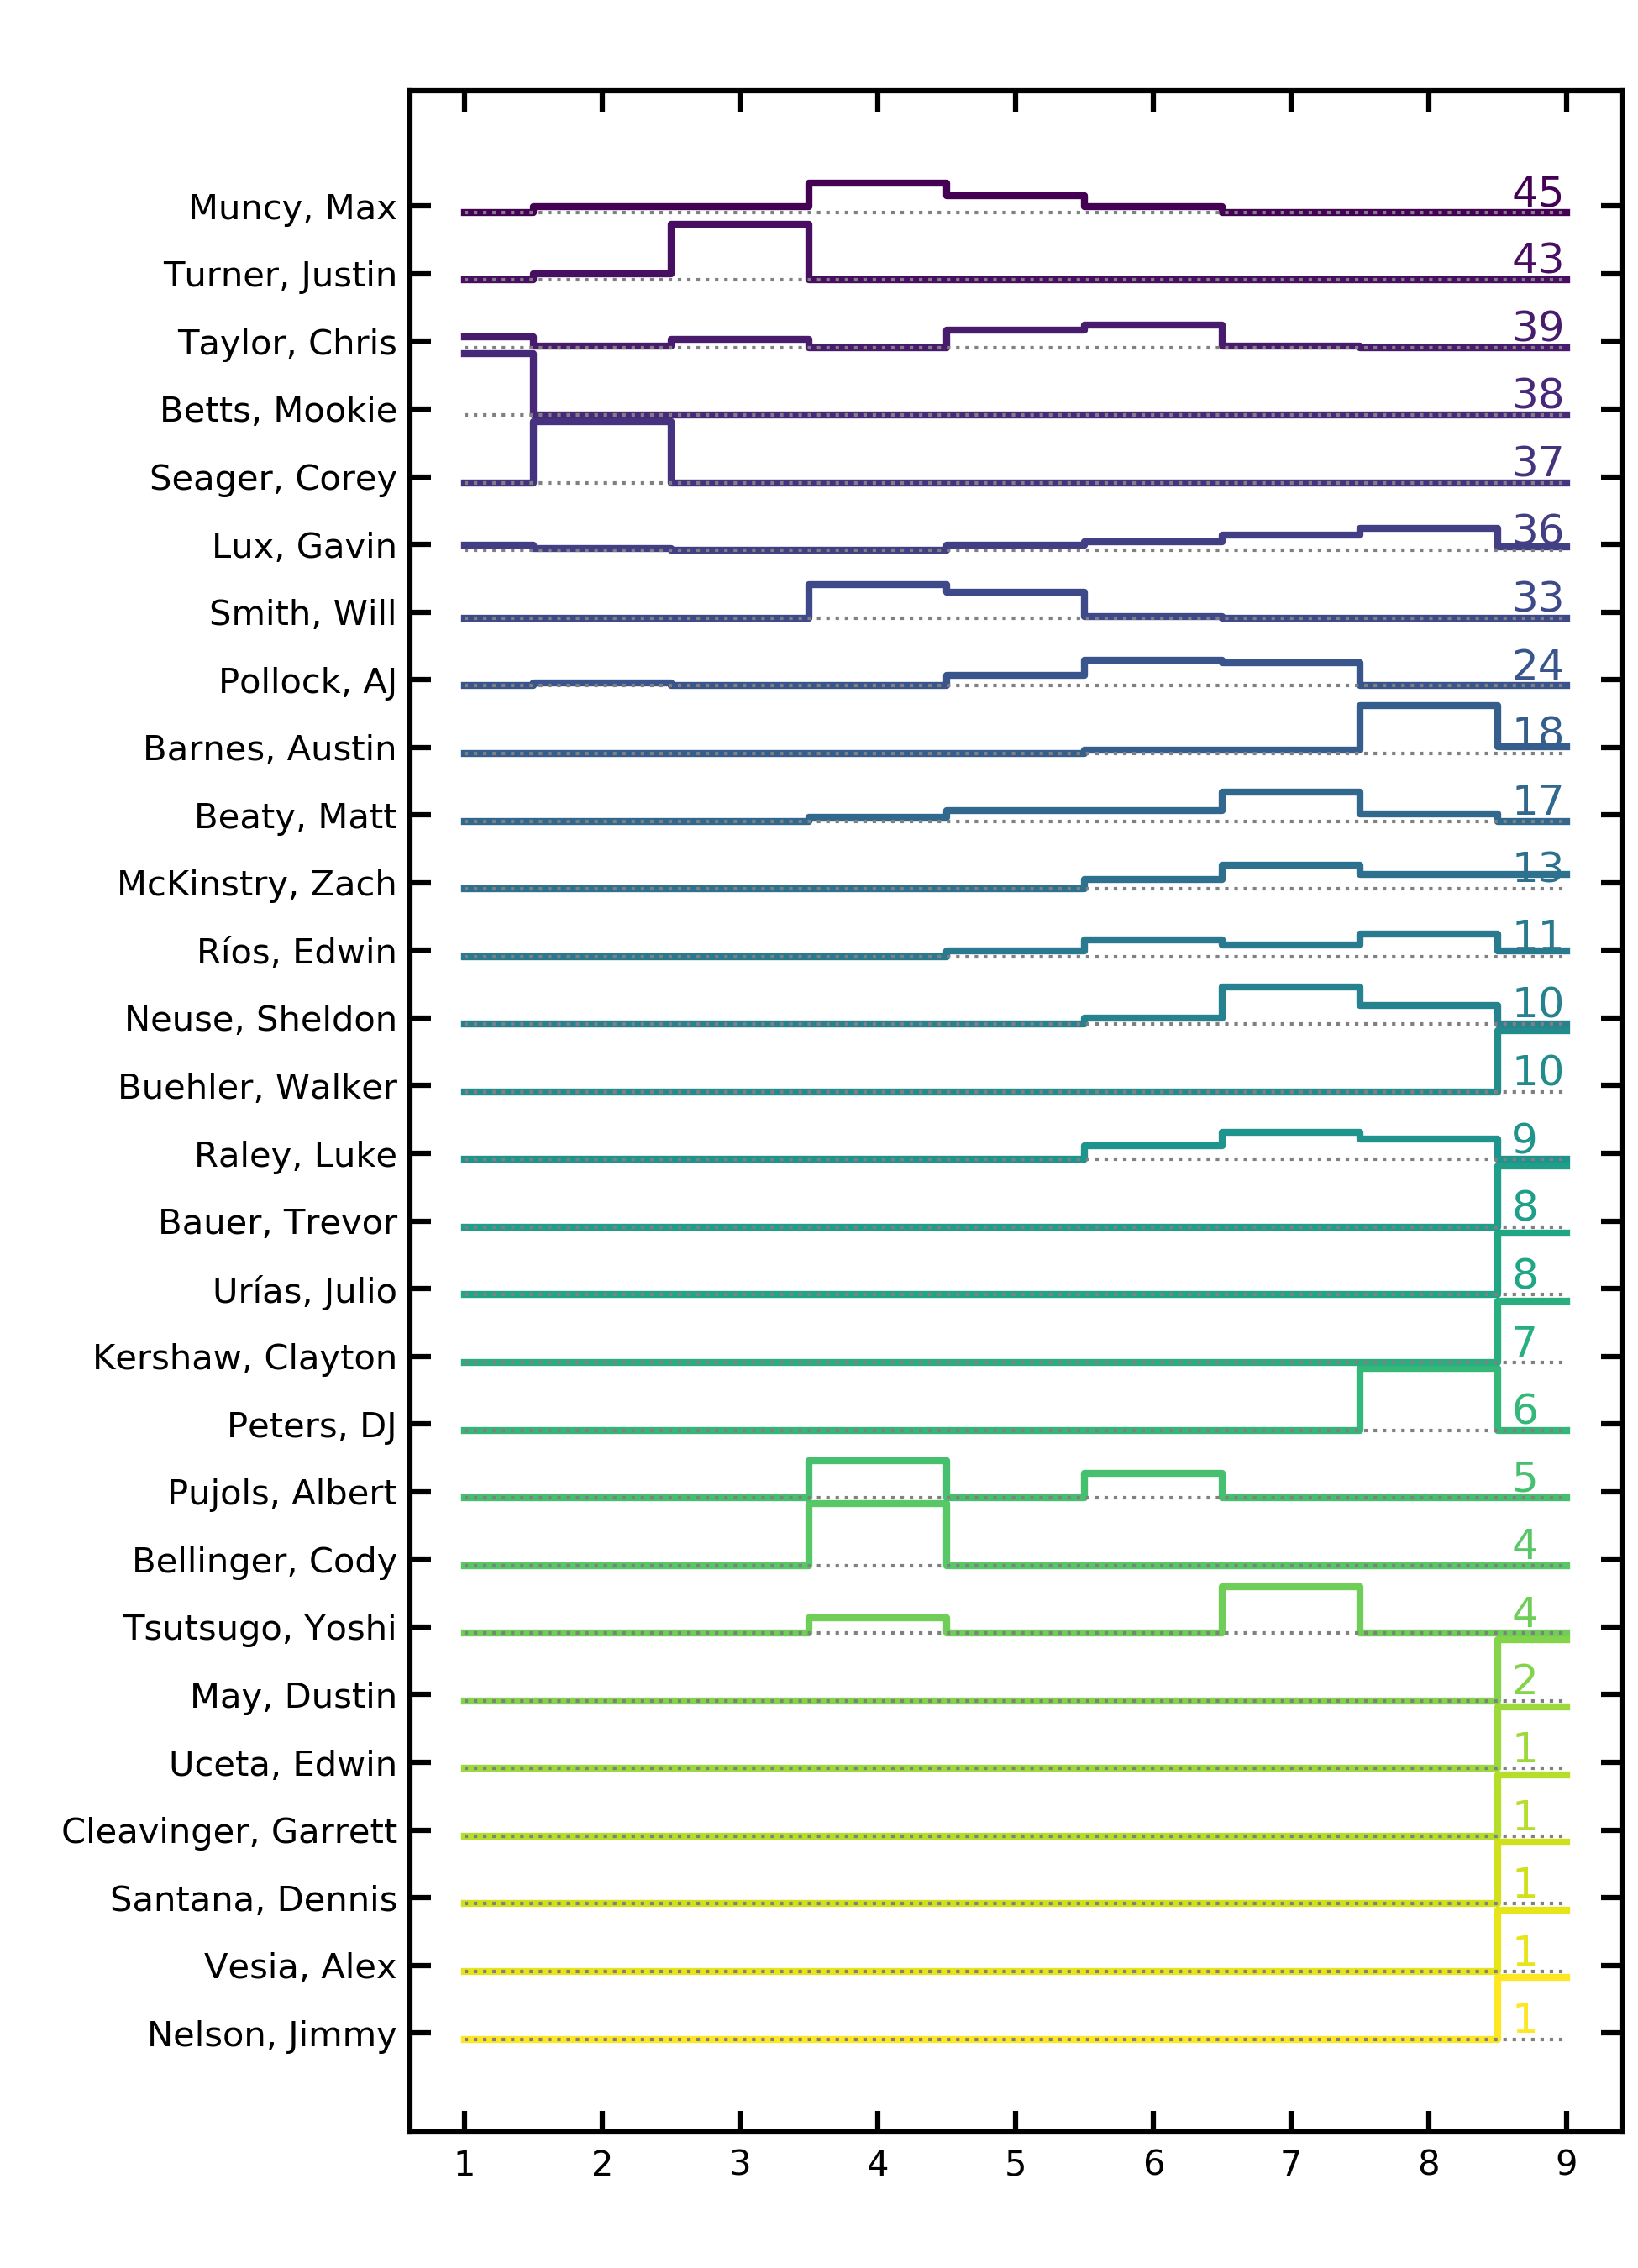 Muncy, Max 45
Turner, Justin 43
Taylor, Chris 39
Betts, Mookie 38
Seager, Corey 37
Lux, Gavin 36
Smith, Will 33
Pollock, AJ 24
Barnes, Austin 18
Beaty, Matt 17
McKinstry, Zach 13
Ríos, Edwin 11
Neuse, Sheldon 10
Buehler, Walker 10
Raley, Luke 9
Bauer, Trevor 8
Urías, Julio 8
Kershaw, Clayton 7
Peters, DJ 6
Pujols, Albert 5
Bellinger, Cody 4
Tsutsugo, Yoshi 4
May, Dustin 2
Uceta, Edwin 1
Cleavinger, Garrett 1
Santana, Dennis 1
Vesia, Alex 1
Nelson, Jimmy 1
1 2 3 4 5 6 7 8 9